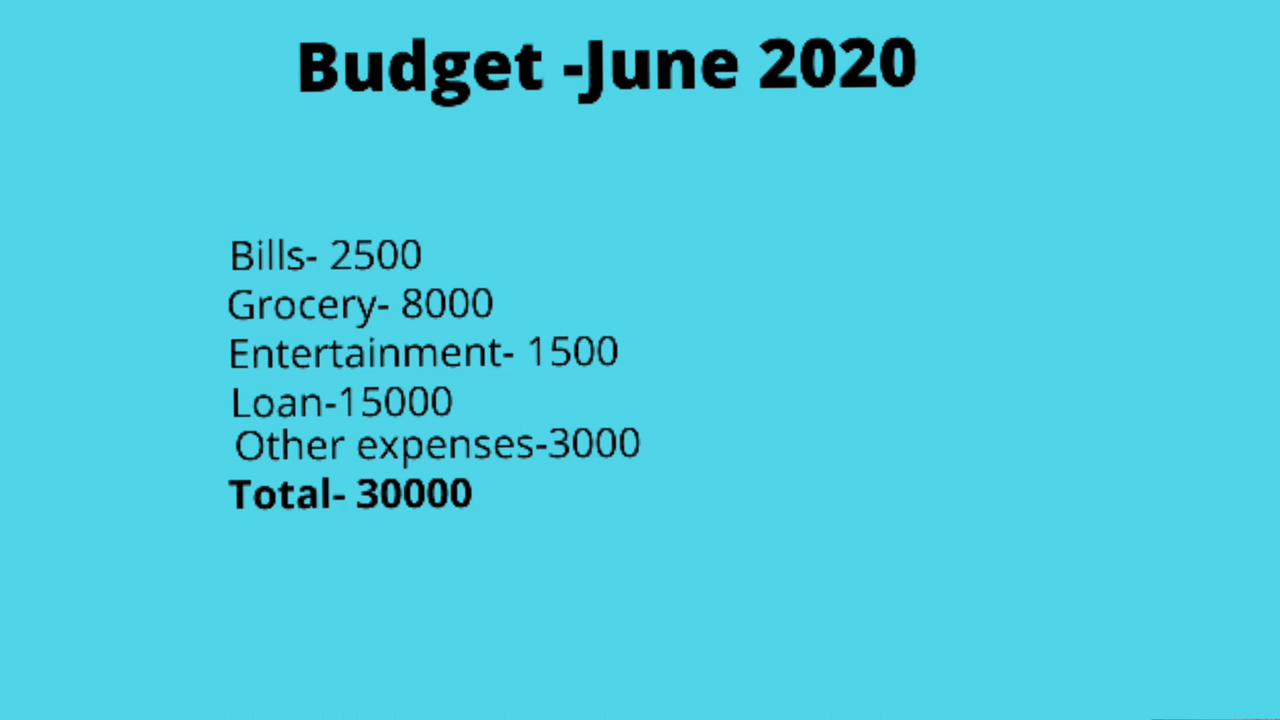 Budget -June 2020
Bills- 2500
Grocery- 8000
Entertainment- 1500
Loan-15000
Other expenses-3000
Total- 30000